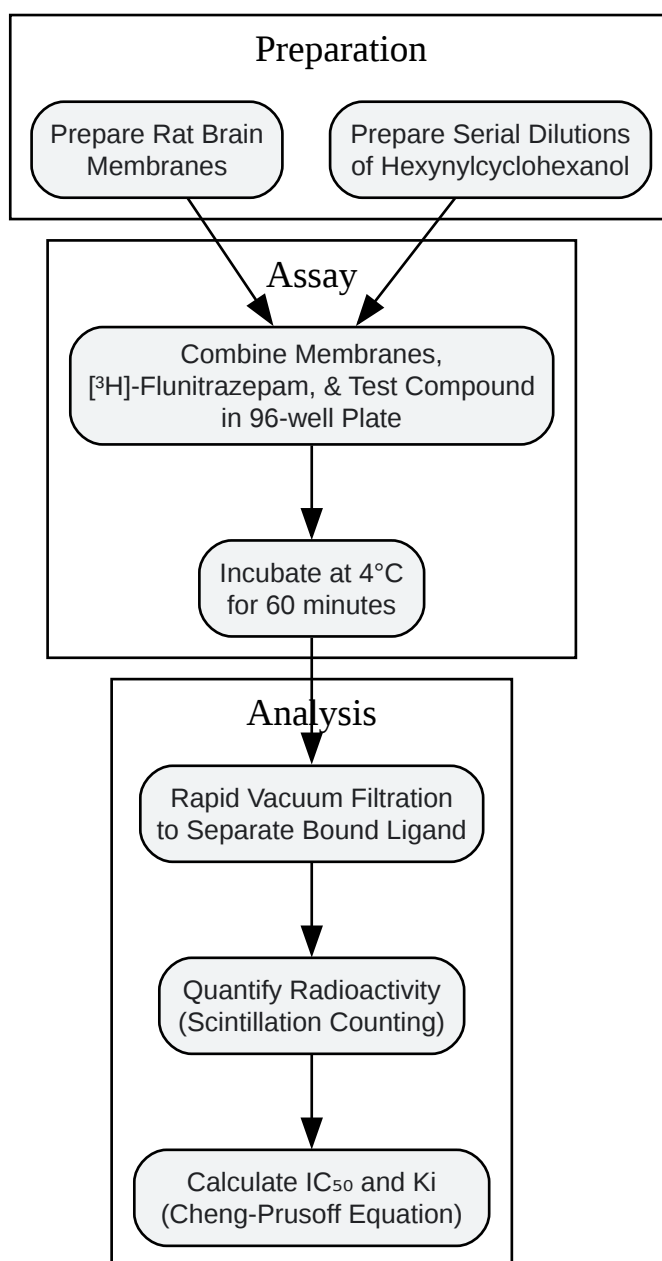 Preparation
Prepare Rat Brain
Membranes
Prepare Serial Dilutions
of Hexynylcyclohexanol
Assay
Combine Membranes,
[³H]-Flunitrazepam, & Test Compound
in 96-well Plate
Incubate at 4°C
for 60 minutes
Analysis
Rapid Vacuum Filtration
to Separate Bound Ligand
Quantify Radioactivity
(Scintillation Counting)
Calculate IC₅₀ and Ki
(Cheng-Prusoff Equation)